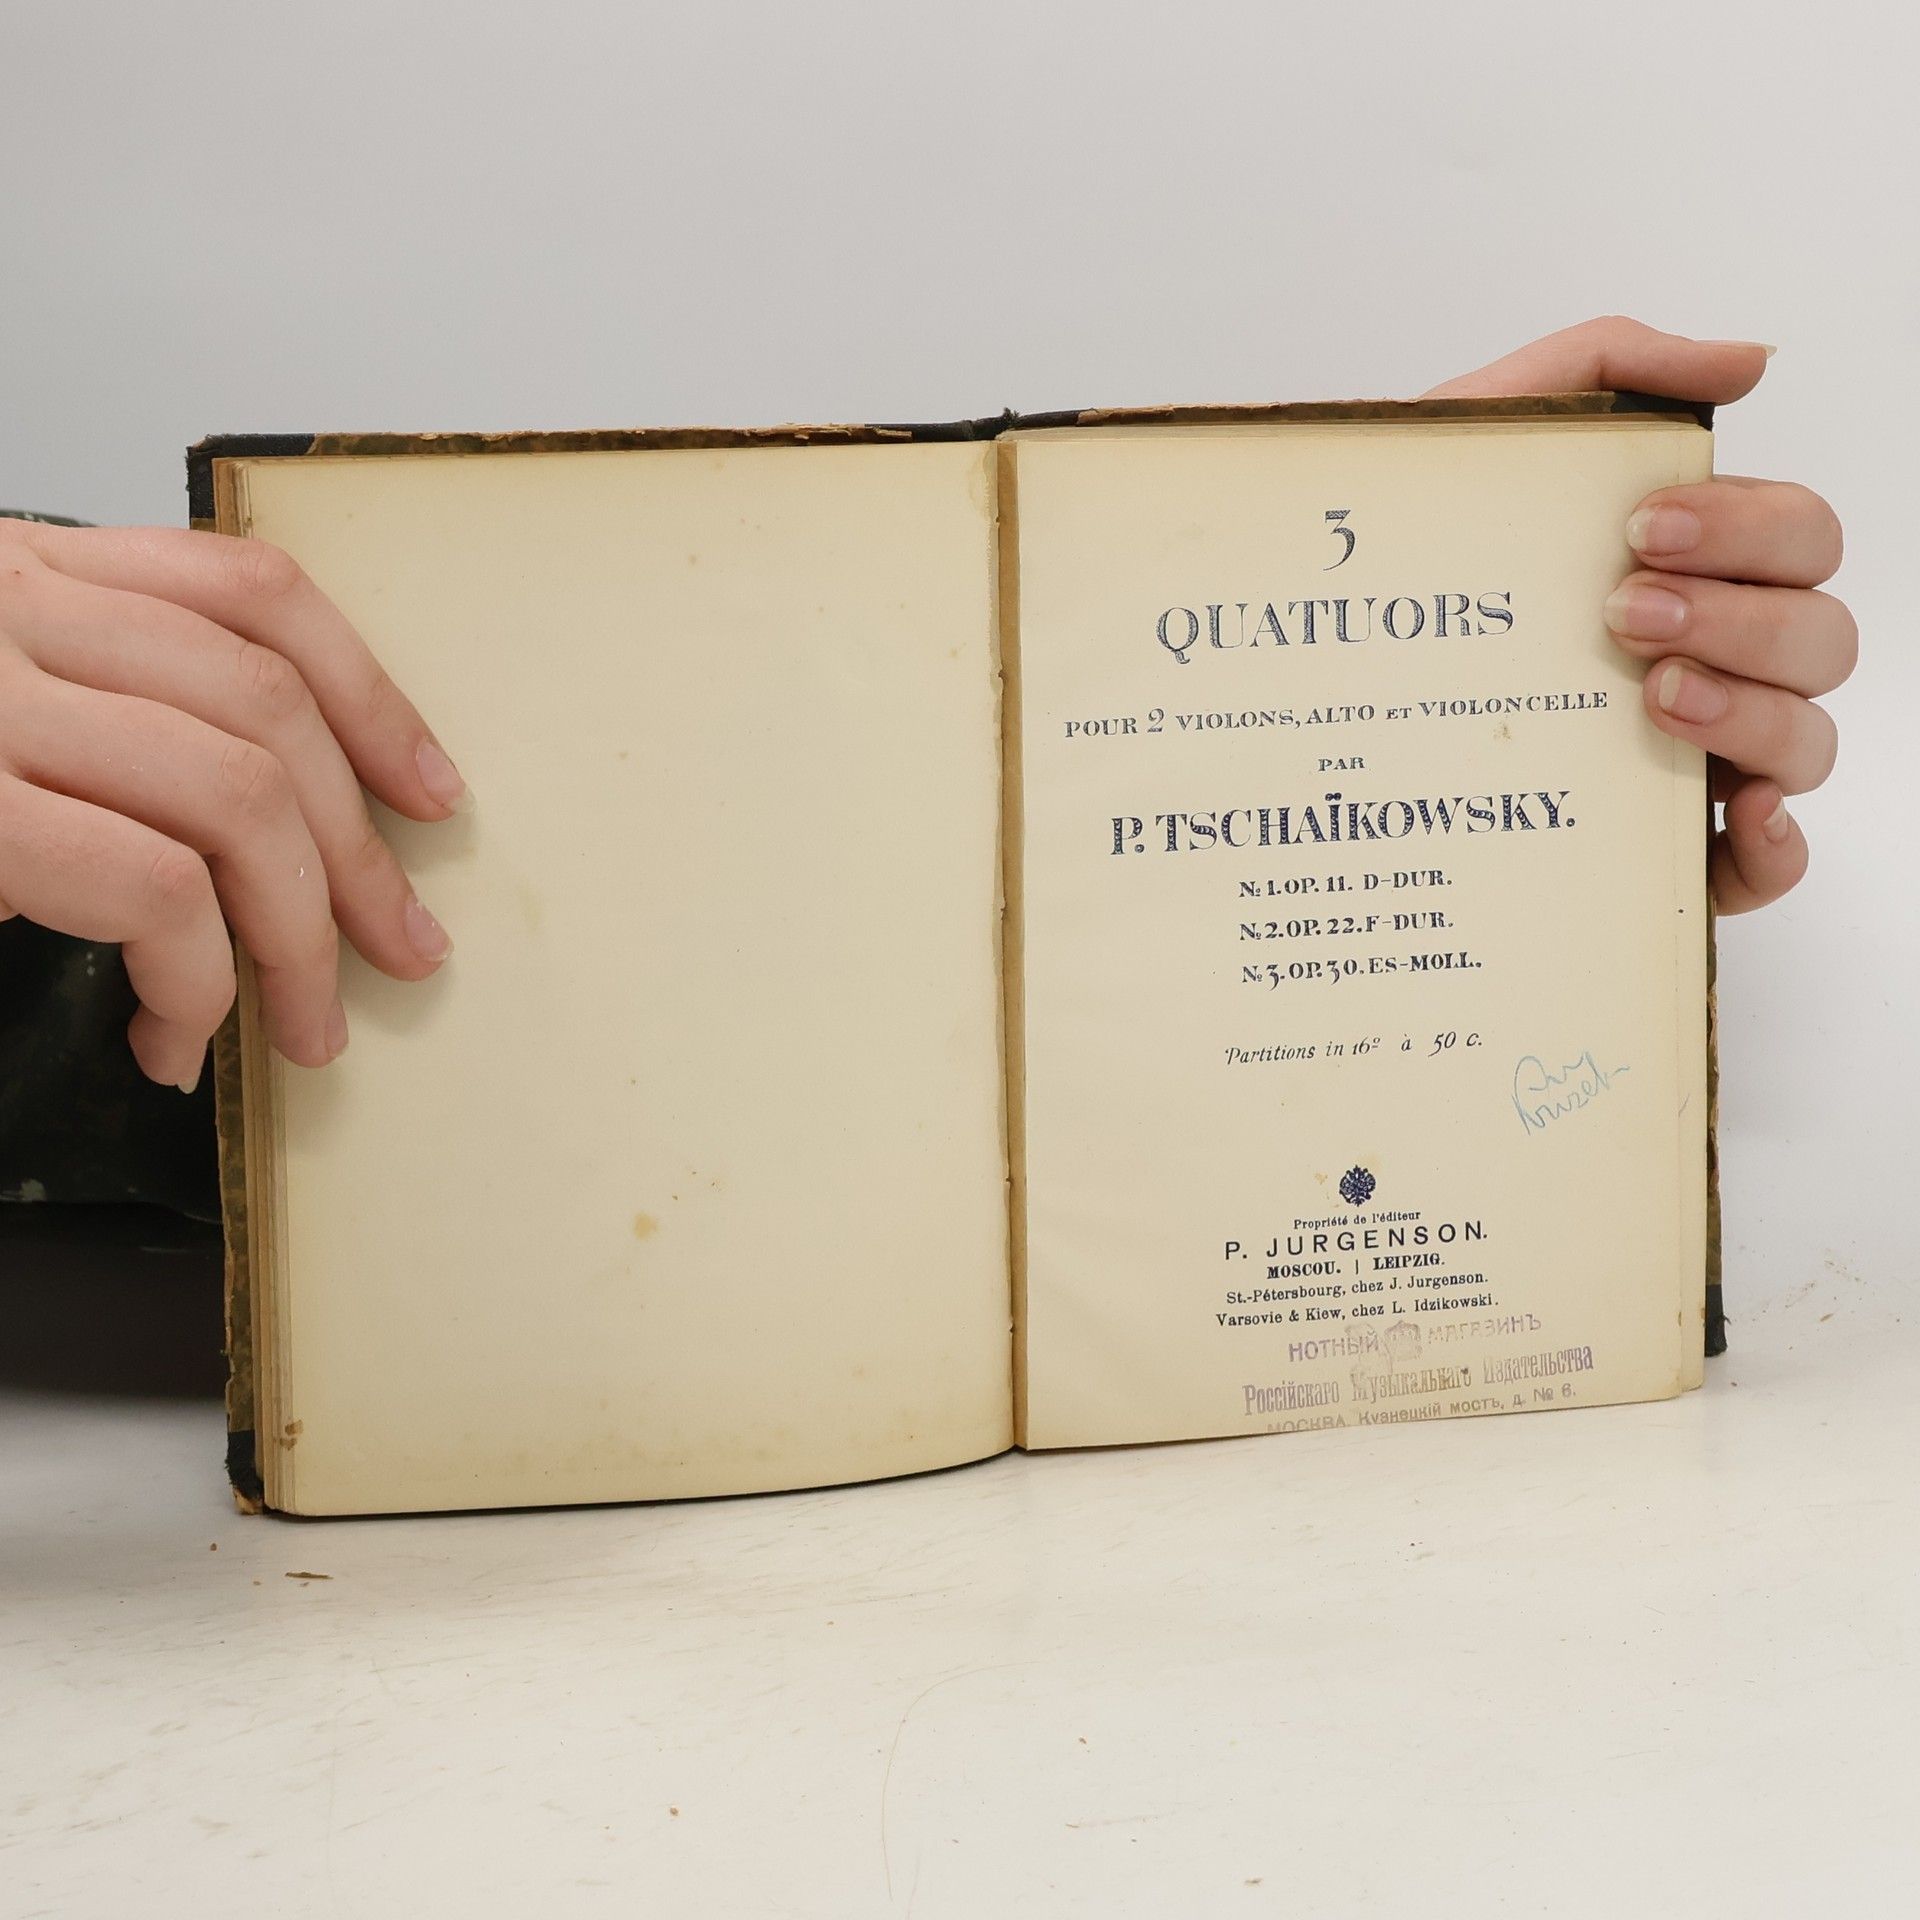 3
QUATUORS
POUR 2 VIOLONS, ALTO ET VIOLONCELLE
PAR
P. TSCHAÏKOWSKY.
№ 1. OP. 11. D-DUR.
№ 2. OP. 22. F-DUR.
№ 3. OP. 30. ES-MOLL.
Partitions in 16º à 50 c.
Propriété de l'éditeur
P. JURGENSON.
MOSCOU. | LEIPZIG.
St.-Pétersbourg, chez J. Jurgenson.
Varsovie & Kiew, chez L. Idzikowski.
НОТНЫЙ МАГАЗИНЪ
Россійскаго Музыкальнаго Издательства
МОСКВА, Кузнецкій мостъ, д. № 6.